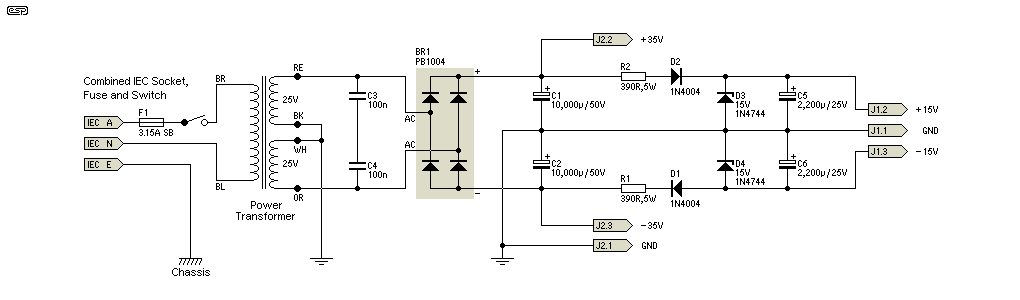 esp
J2.2 +35V
BR1
PB1004
R2
390R,5W
D2
1N4004
Combined IEC Socket,
Fuse and Switch
BR
RE
25V
BK
WH
25V
OR
BL
IEC A
F1
3.15A SB
IEC N
IEC E
Power
Transformer
Chassis
C3
100n
C4
100n
AC
AC
+
-
+
C1
10,000µ/50V
+
C2
10,000µ/50V
D3
15V
1N4744
+
C5
2,200µ/25V
J1.2 +15V
J1.1 GND
J1.3 -15V
D4
15V
1N4744
+
C6
2,200µ/25V
R1
390R,5W
D1
1N4004
J2.3 -35V
J2.1 GND